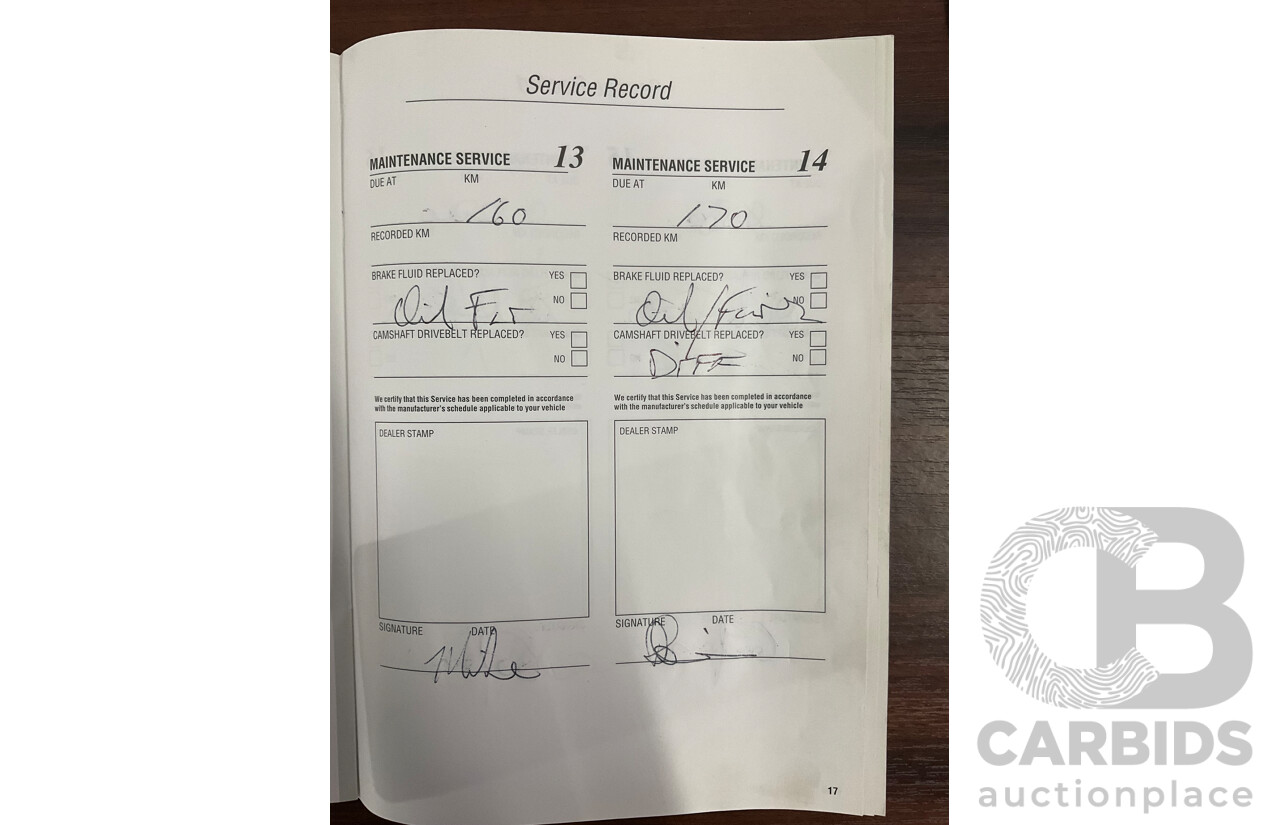 Service Record
MAINTENANCE SERVICE 13
DUE AT KM
160
RECORDED KM
BRAKE FLUID REPLACED? YES
NO
Oil
CAMSHAFT DRIVEBELT REPLACED? YES
NO
We certify that this Service has been completed in accordance
with the manufacturer's schedule applicable to your vehicle
DEALER STAMP
SIGNATURE DATE
Mike
MAINTENANCE SERVICE 14
DUE AT KM
170
RECORDED KM
BRAKE FLUID REPLACED? YES
NO
Oil /
CAMSHAFT DRIVEBELT REPLACED? YES
NO
Diff
We certify that this Service has been completed in accordance
with the manufacturer's schedule applicable to your vehicle
DEALER STAMP
SIGNATURE DATE
17
CB
CARBIDS
auctionplace